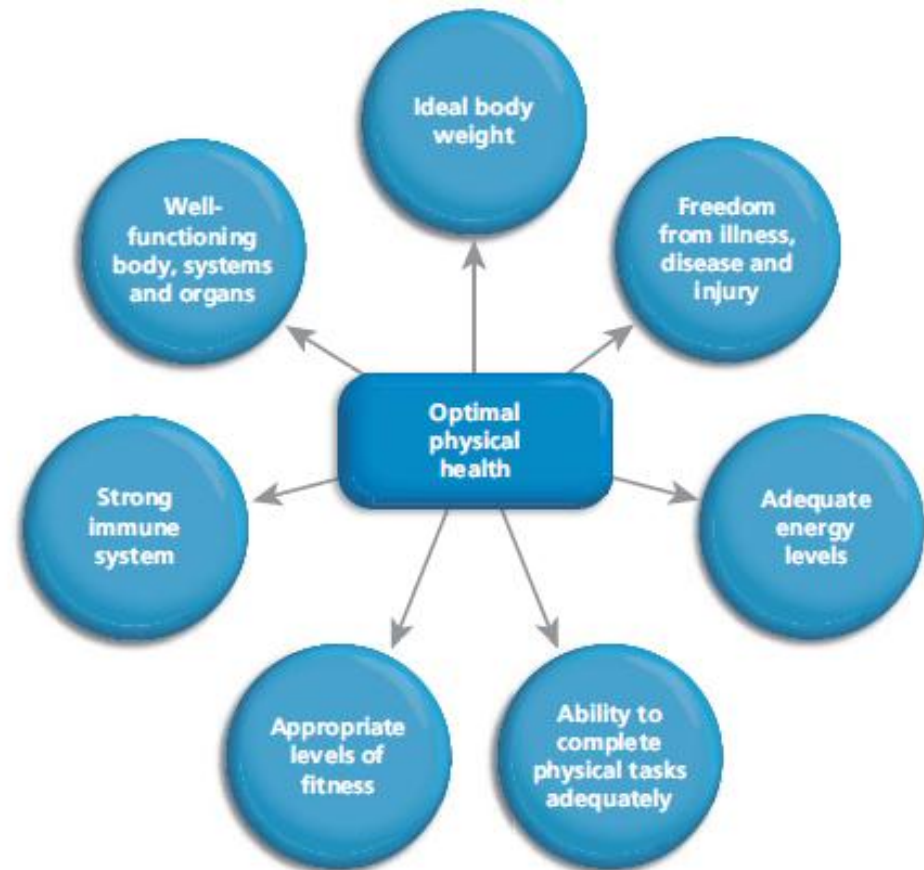 Ideal body
weight
Well-
functioning
body, systems
and organs
Freedom
from illness,
disease and
injury
Optimal
physical
health
Strong
immune
system
Adequate
energy
levels
Appropriate
levels of
fitness
Ability to
complete
physical tasks
adequately